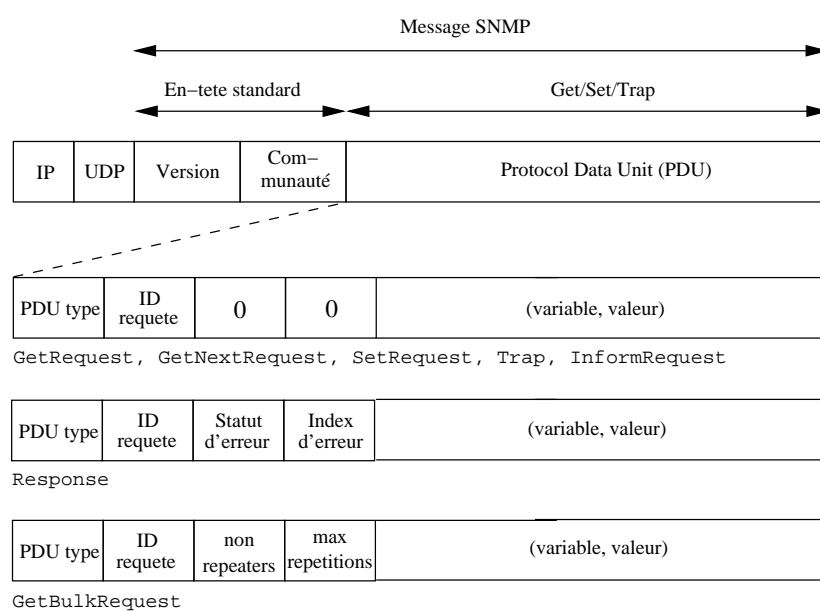 Message SNMP
En−tete standard
Get/Set/Trap
IP
UDP
Version
Com−
munauté
Protocol Data Unit (PDU)
PDU type
ID
requete
0
0
(variable, valeur)
GetRequest, GetNextRequest, SetRequest, Trap, InformRequest
PDU type
ID
requete
Statut
d'erreur
Index
d'erreur
(variable, valeur)
Response
PDU type
ID
requete
non
repeaters
max
repetitions
(variable, valeur)
GetBulkRequest